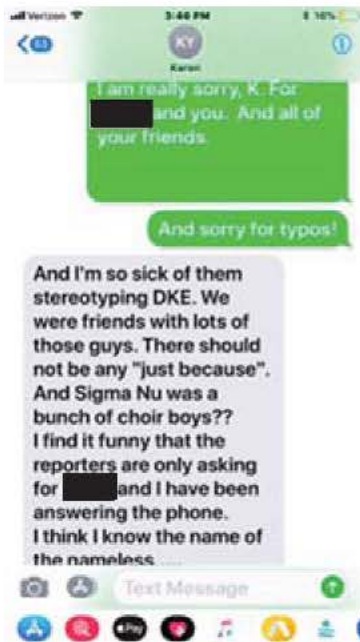 Verizon
3:40 PM
16%
63
KY
Karen
I am really sorry, K. For
and you. And all of
your friends.
And sorry for typos!
And I'm so sick of them
stereotyping DKE. We
were friends with lots of
those guys. There should
not be any "just because".
And Sigma Nu was a
bunch of choir boys??
I find it funny that the
reporters are only asking
for and I have been
answering the phone.
I think I know the name of
the nameless
Text Message
Pay